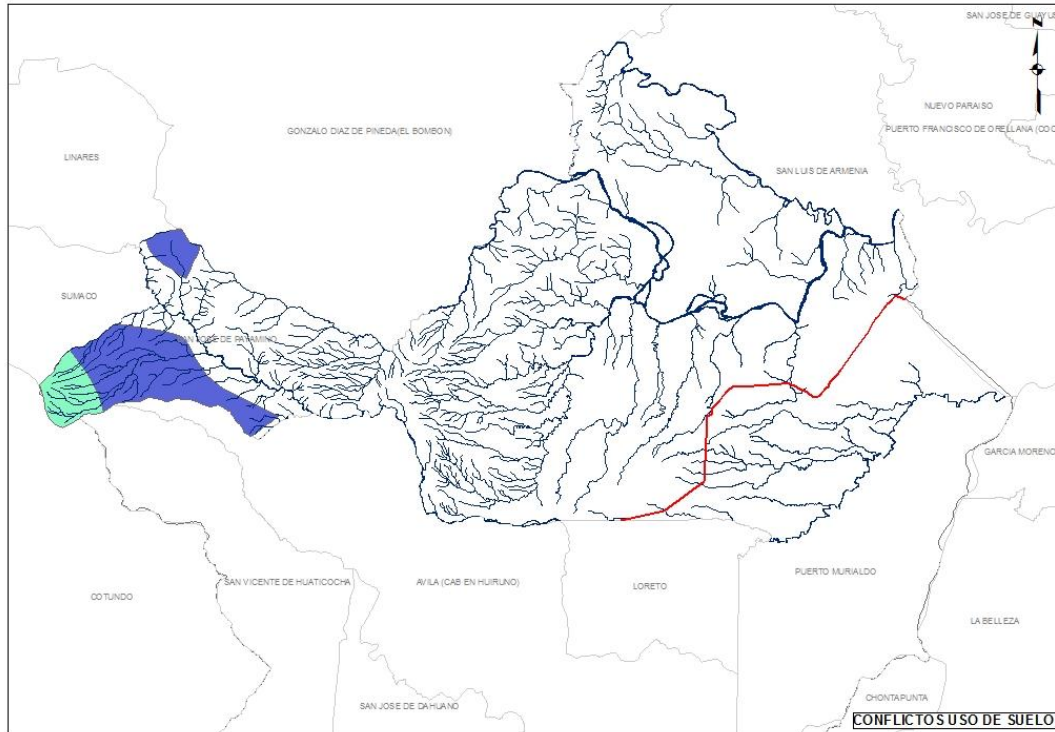 SAN JOSE DE GUAYUS
N
NUEVO PARAISO
GONZALO DIAZ DE PINEDA(EL BOMBON)
PUERTO FRANCISCO DE ORELLANA (COC
LINARES
SAN LUIS DE ARMENIA
SUMACO
SAN JOSE DE PAYAMINO
GARCIA MORENO
PUERTO MURIALDO
SAN VICENTE DE HUATICOCHA
AVILA (CAB EN HUIRUNO)
LORETO
COTUNDO
LA BELLEZA
CHONTAPUNTA
SAN JOSE DE DAHUANO
CONFLICTOS USO DE SUELO